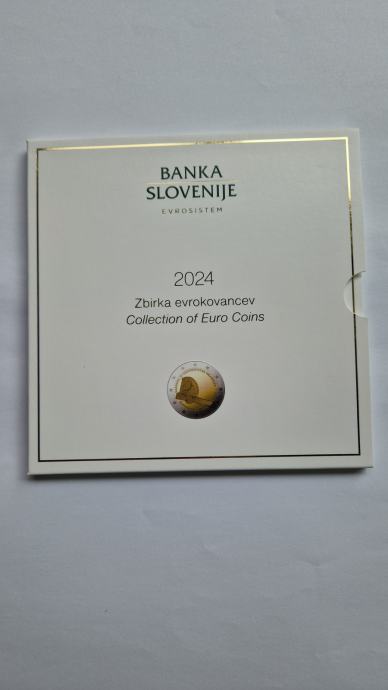 BANKA
SLOVENIJE
EVROSISTEM
2024
Zbirka evrokovancev
Collection of Euro Coins